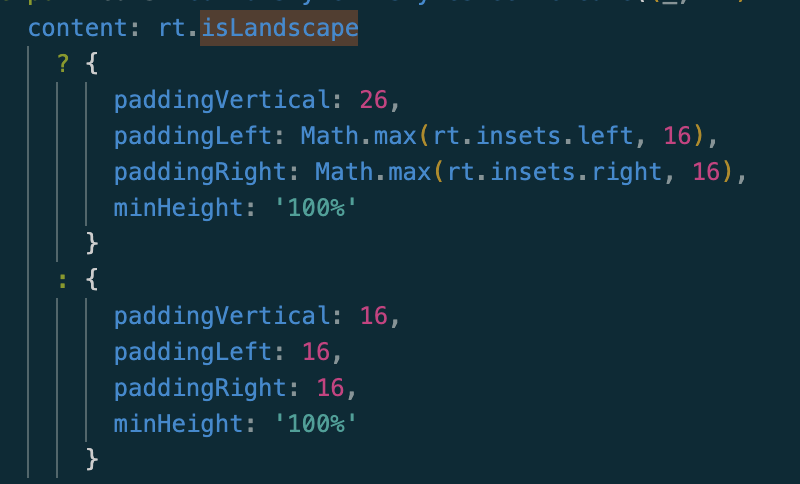 content: rt.isLandscape
? {
paddingVertical: 26,
paddingLeft: Math.max(rt.insets.left, 16),
paddingRight: Math.max(rt.insets.right, 16),
minHeight: '100%'
}
: {
paddingVertical: 16,
paddingLeft: 16,
paddingRight: 16,
minHeight: '100%'
}